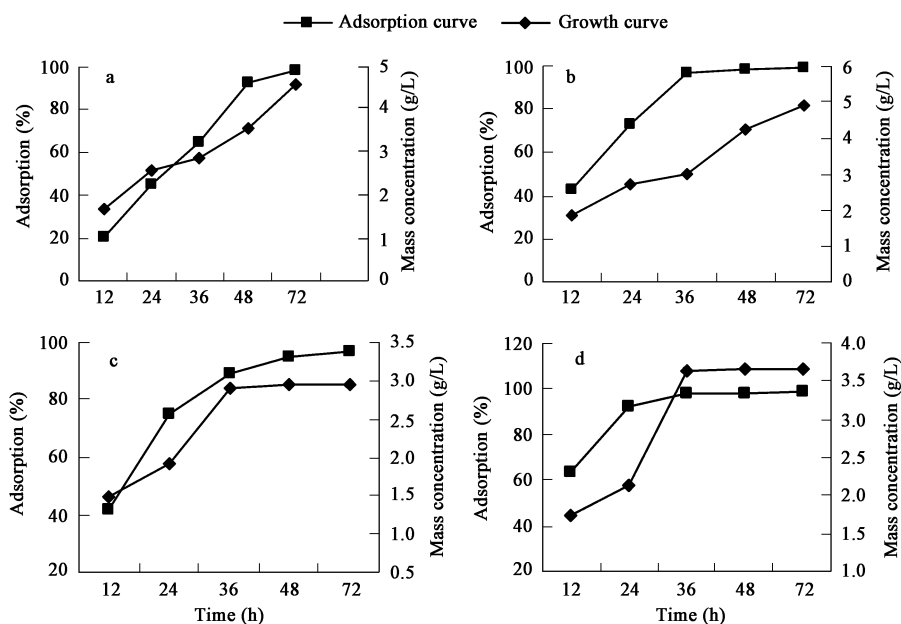 Adsorption curve Growth curve
a
Adsorption (%)
100
80
60
40
20
0
12 24 36 48 72
5
4
3
2
1
0
Mass concentration (g/L)
b
Adsorption (%)
100
80
60
40
20
0
12 24 36 48 72
6
5
4
3
2
1
0
Mass concentration (g/L)
c
Adsorption (%)
100
80
60
40
20
12 24 36 48 72
Time (h)
3.5
3.0
2.5
2.0
1.5
1.0
0.5
Mass concentration (g/L)
d
Adsorption (%)
120
100
80
60
40
20
12 24 36 48 72
Time (h)
4.0
3.5
3.0
2.5
2.0
1.5
1.0
Mass concentration (g/L)